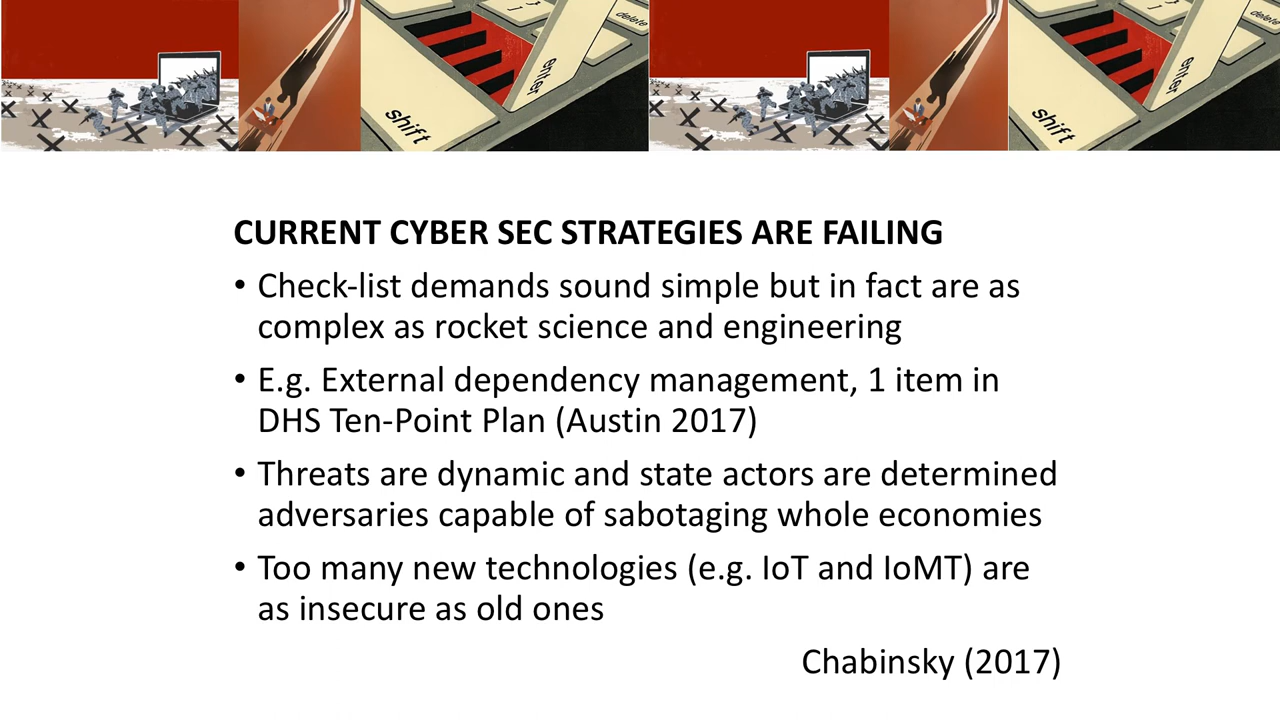 delete
enter
shift
delete
enter
shift
CURRENT CYBER SEC STRATEGIES ARE FAILING
• Check-list demands sound simple but in fact are as
complex as rocket science and engineering
• E.g. External dependency management, 1 item in
DHS Ten-Point Plan (Austin 2017)
• Threats are dynamic and state actors are determined
adversaries capable of sabotaging whole economies
• Too many new technologies (e.g. IoT and IoMT) are
as insecure as old ones
Chabinsky (2017)